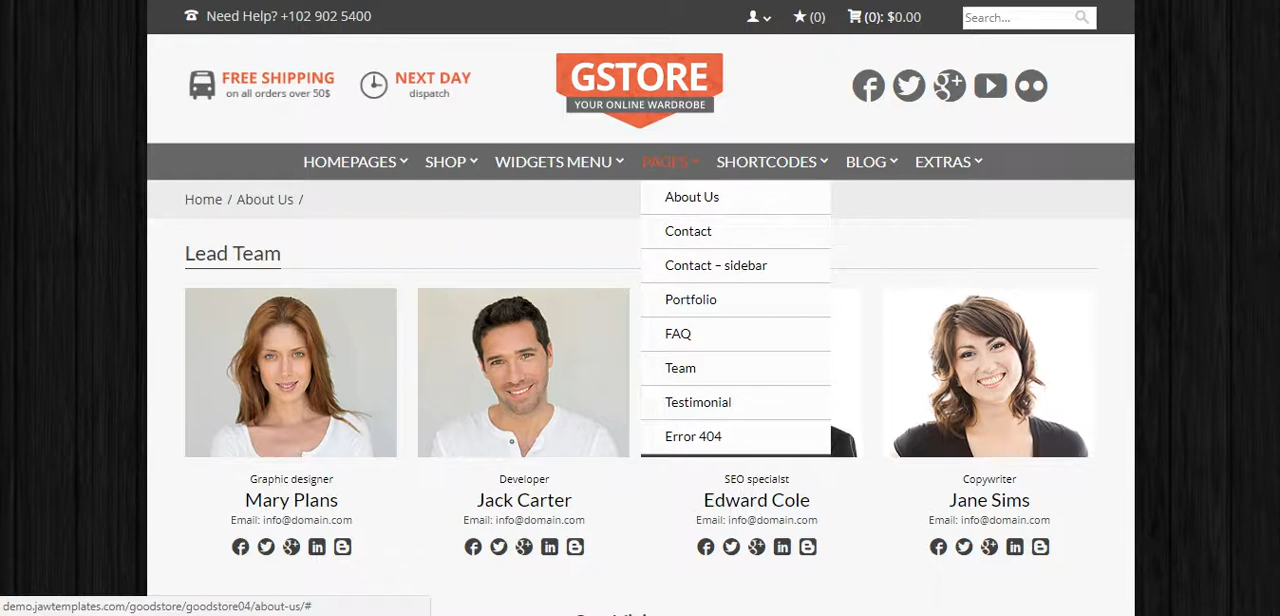 Need Help? +102 902 5400
(0)
(0): $0.00
Search...
FREE SHIPPING
on all orders over 50$
NEXT DAY
dispatch
GSTORE
YOUR ONLINE WARDROBE
HOMEPAGES
SHOP
WIDGETS MENU
PAGES
SHORTCODES
BLOG
EXTRAS
Home / About Us /
About Us
Contact
Contact – sidebar
Portfolio
FAQ
Team
Testimonial
Error 404
Lead Team
Graphic designer
Mary Plans
Email: info@domain.com
Developer
Jack Carter
Email: info@domain.com
SEO specialst
Edward Cole
Email: info@domain.com
Copywriter
Jane Sims
Email: info@domain.com
demo.jawtemplates.com/goodstore/goodstore04/about-us/#